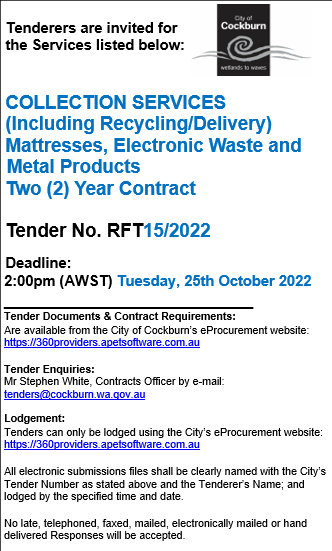 Tenderers are invited for
the Services listed below:
City of
Cockburn
wetlands to waves
COLLECTION SERVICES
(Including Recycling/Delivery)
Mattresses, Electronic Waste and
Metal Products
Two (2) Year Contract
Tender No. RFT15/2022
Deadline:
2:00pm (AWST) Tuesday, 25th October 2022
Tender Documents & Contract Requirements:
Are available from the City of Cockburn's eProcurement website:
https://360providers.apetsoftware.com.au
Tender Enquiries:
Mr Stephen White, Contracts Officer by e-mail:
tenders@cockburn.wa.gov.au
Lodgement:
Tenders can only be lodged using the City's eProcurement website:
https://360providers.apetsoftware.com.au
All electronic submissions files shall be clearly named with the City's
Tender Number as stated above and the Tenderer's Name; and
lodged by the specified time and date.
No late, telephoned, faxed, mailed, electronically mailed or hand
delivered Responses will be accepted.